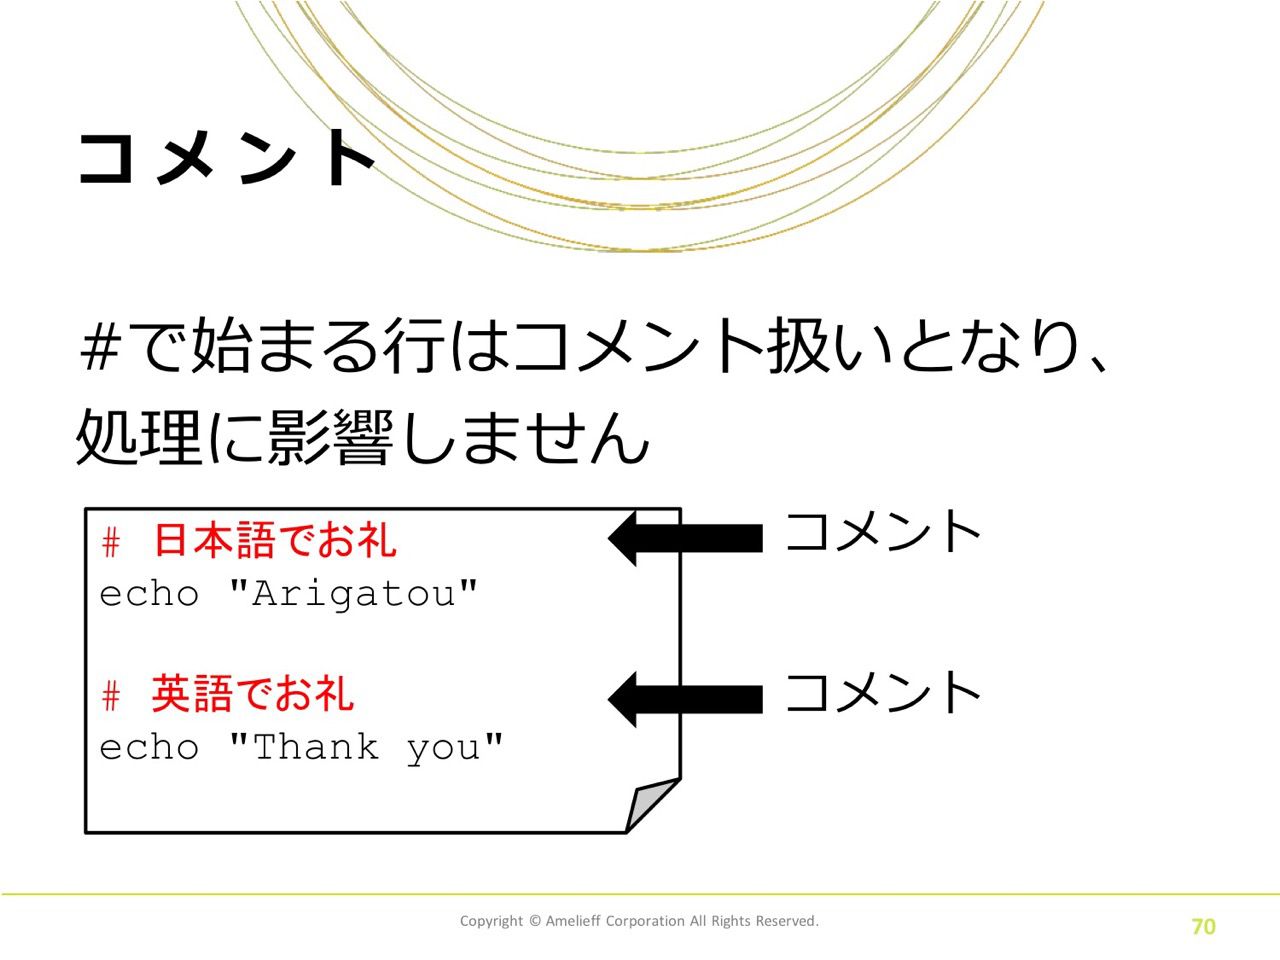 コメント
#で始まる行はコメント扱いとなり、
処理に影響しません
# 日本語でお礼
コメント
echo "Arigatou"
# 英語でお礼
コメント
echo "Thank you"
Copyright © Amelieff Corporation All Rights Reserved.
70